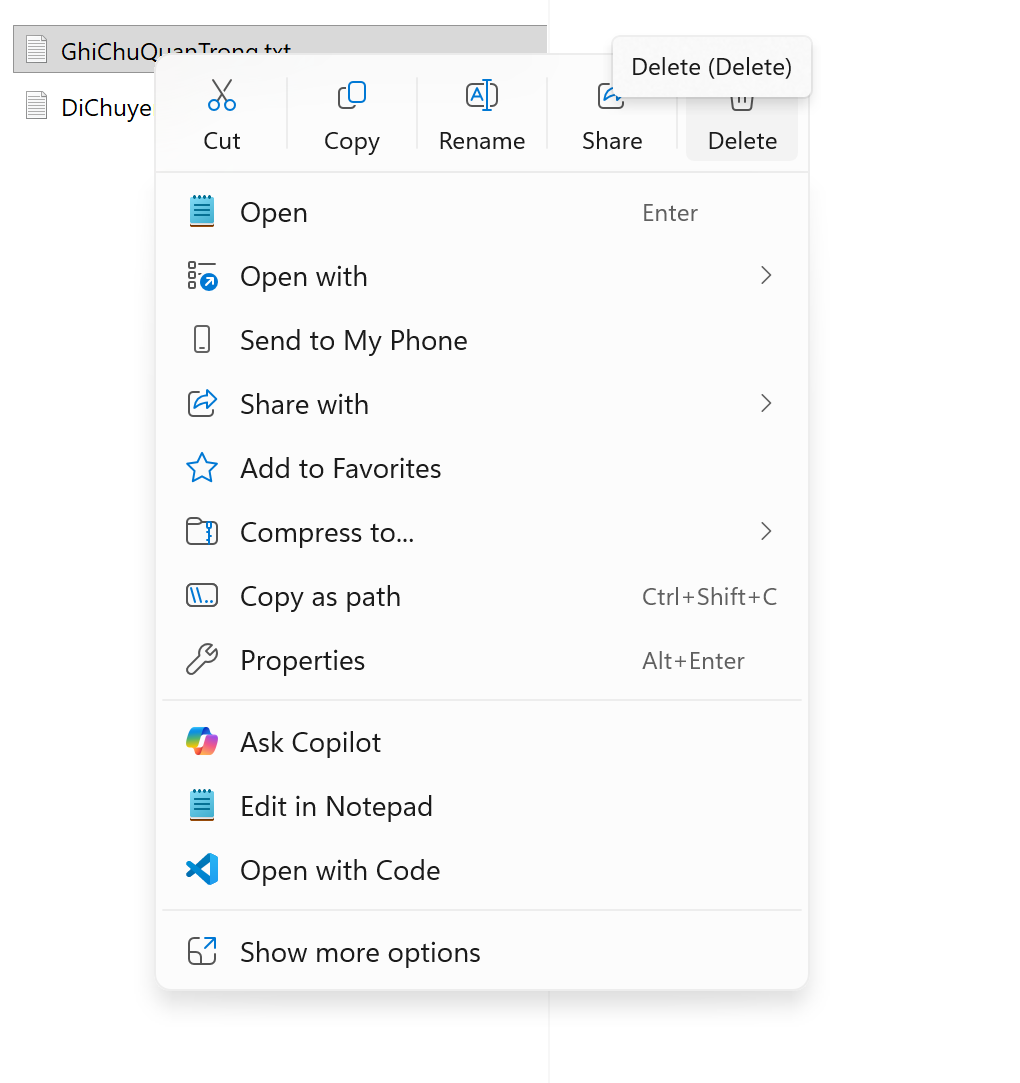 GhiChuQuanTrong.txt
DiChuye
Delete (Delete)
Cut
Copy
Rename
Share
Delete
Open Enter
Open with
Send to My Phone
Share with
Add to Favorites
Compress to...
Copy as path Ctrl+Shift+C
Properties Alt+Enter
Ask Copilot
Edit in Notepad
Open with Code
Show more options